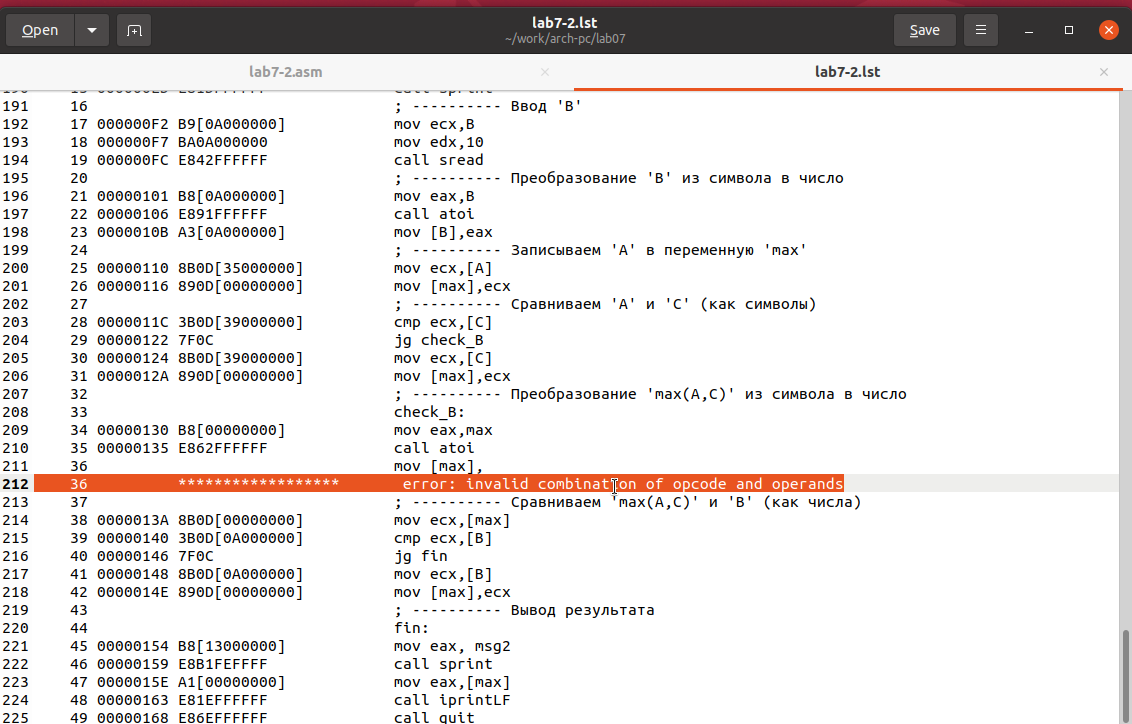 Open
lab7-2.lst
~/work/arch-pc/lab07
Save
lab7-2.asm
lab7-2.lst
191 16 ; ---------- Ввод 'B'
192 17 000000F2 B9[0A000000] mov ecx,B
193 18 000000F7 BA0A000000 mov edx,10
194 19 000000FC E842FFFFFF call sread
195 20 ; ---------- Преобразование 'B' из символа в число
196 21 00000101 B8[0A000000] mov eax,B
197 22 00000106 E891FFFFFF call atoi
198 23 0000010B A3[0A000000] mov [B],eax
199 24 ; ---------- Записываем 'A' в переменную 'max'
200 25 00000110 8B0D[35000000] mov ecx,[A]
201 26 00000116 890D[00000000] mov [max],ecx
202 27 ; ---------- Сравниваем 'A' и 'С' (как символы)
203 28 0000011C 3B0D[39000000] cmp ecx,[C]
204 29 00000122 7F0C jg check_B
205 30 00000124 8B0D[39000000] mov ecx,[C]
206 31 0000012A 890D[00000000] mov [max],ecx
207 32 ; ---------- Преобразование 'max(A,C)' из символа в число
208 33 check_B:
209 34 00000130 B8[00000000] mov eax,max
210 35 00000135 E862FFFFFF call atoi
211 36 mov [max],
212 36 ****************** error: invalid combination of opcode and operands
213 37 ; ---------- Сравниваем 'max(A,C)' и 'B' (как числа)
214 38 0000013A 8B0D[00000000] mov ecx,[max]
215 39 00000140 3B0D[0A000000] cmp ecx,[B]
216 40 00000146 7F0C jg fin
217 41 00000148 8B0D[0A000000] mov ecx,[B]
218 42 0000014E 890D[00000000] mov [max],ecx
219 43 ; ---------- Вывод результата
220 44 fin:
221 45 00000154 B8[13000000] mov eax, msg2
222 46 00000159 E8B1FEFFFF call sprint
223 47 0000015E A1[00000000] mov eax,[max]
224 48 00000163 E81EFFFFFF call iprintLF
225 49 00000168 E86EFFFFFF call quit